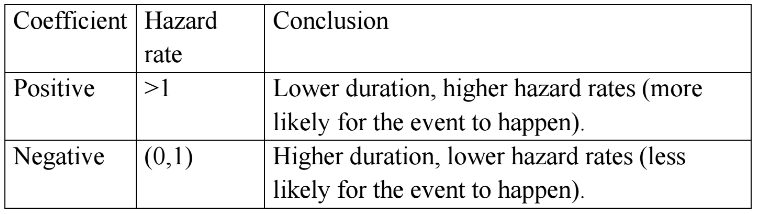 Coefficient Hazard rate Conclusion
Positive >1 Lower duration, higher hazard rates (more
likely for the event to happen).
Negative (0,1) Higher duration, lower hazard rates (less
likely for the event to happen).